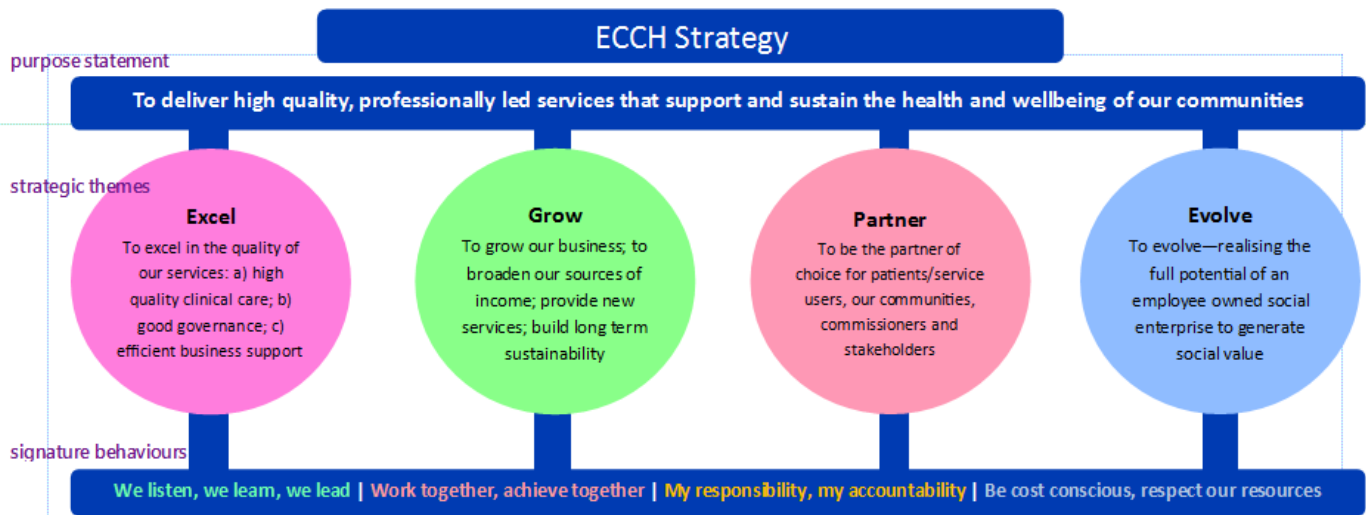 ECCH Strategy
purpose statement
To deliver high quality, professionally led services that support and sustain the health and wellbeing of our communities
strategic themes
Excel
To excel in the quality of
our services: a) high
quality clinical care; b)
good governance; c)
efficient business support
Grow
To grow our business; to
broaden our sources of
income; provide new
services; build long term
sustainability
Partner
To be the partner of
choice for patients/service
users, our communities,
commissioners and
stakeholders
Evolve
To evolve—realising the
full potential of an
employee owned social
enterprise to generate
social value
signature behaviours
We listen, we learn, we lead | Work together, achieve together | My responsibility, my accountability | Be cost conscious, respect our resources